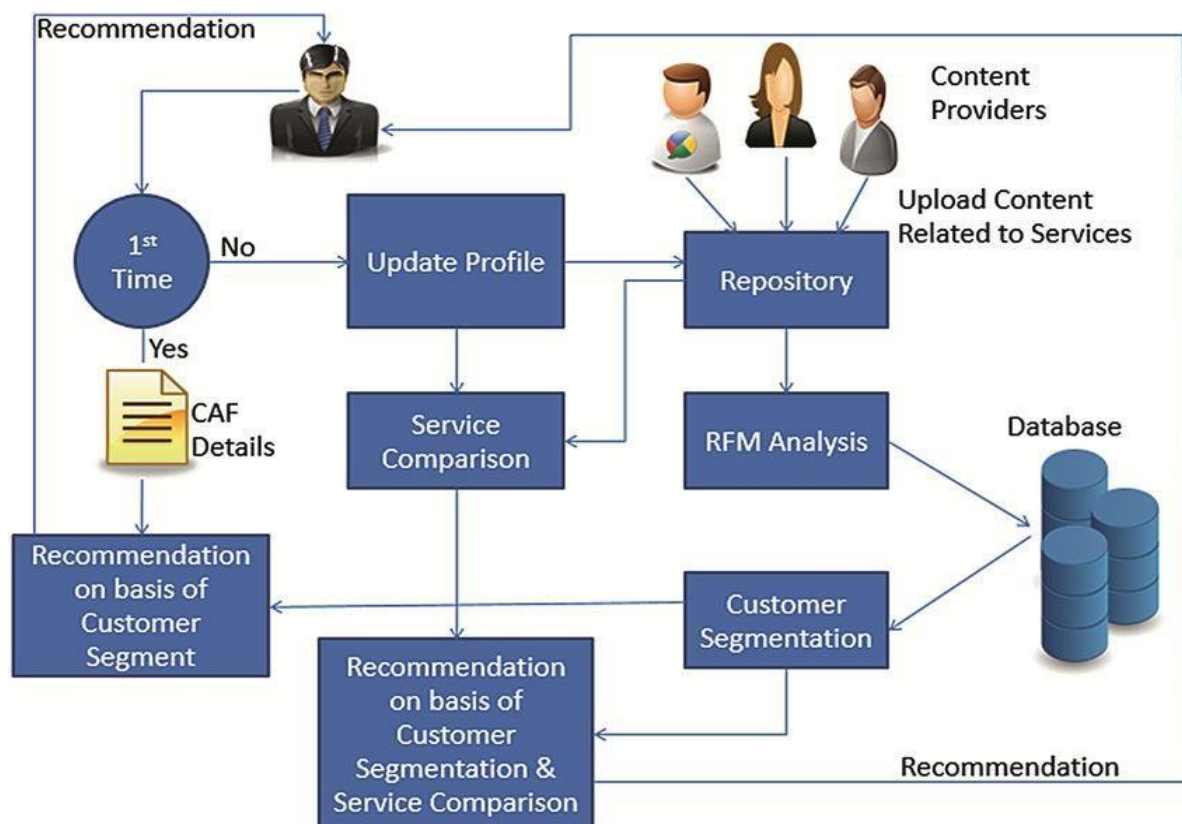 Recommendation
Content
Providers
Upload Content
Related to Services
1st
Time
No
Update Profile
Repository
Yes
CAF
Details
Service
Comparison
RFM Analysis
Database
Recommendation
on basis of
Customer
Segment
Customer
Segmentation
Recommendation
on basis of
Customer
Segmentation &
Service Comparison
Recommendation